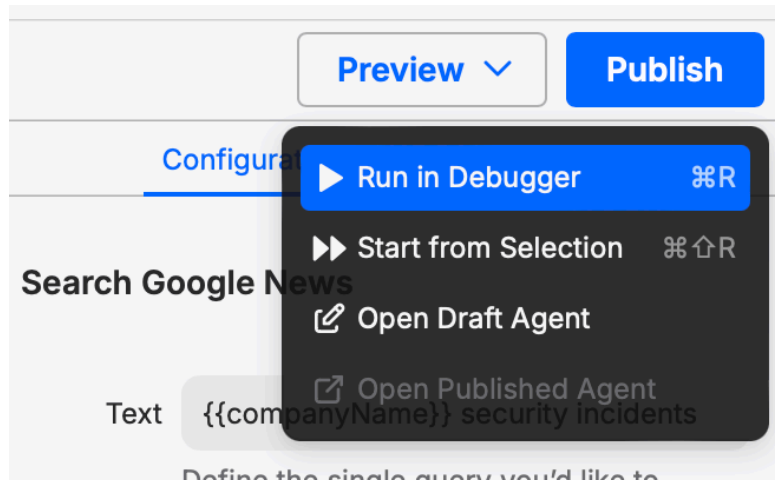 Preview
Publish
Configurat
Run in Debugger ⌘R
Start from Selection ⌘⇧R
Search Google News
Open Draft Agent
Open Published Agent
Text {{companyName}} security incidents
Define the single query you'd like to